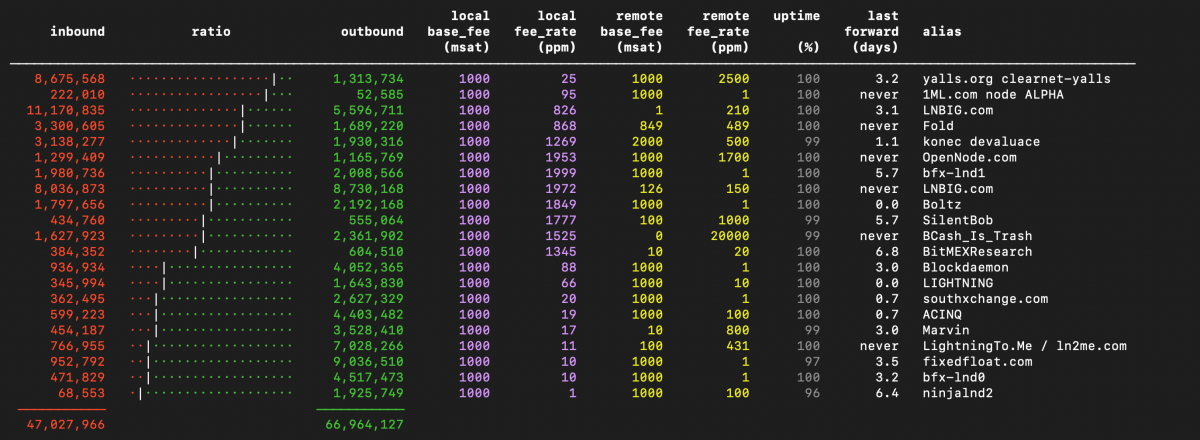 local local remote remote uptime last
inbound ratio outbound base_fee fee_rate base_fee fee_rate forward alias
(msat) (ppm) (msat) (ppm) (%) (days)
8,675,568 1,313,734 1000 25 1000 2500 100 3.2 yalls.org clearnet-yalls
222,010 52,585 1000 95 1000 1 100 never 1ML.com node ALPHA
11,170,835 5,596,711 1000 826 1 210 100 3.1 LNBIG.com
3,300,605 1,689,220 1000 868 849 489 100 never Fold
3,138,277 1,930,316 1000 1269 2000 500 99 1.1 konec devaluace
1,299,409 1,165,769 1000 1953 1000 1700 100 never OpenNode.com
1,980,736 2,008,566 1000 1999 1000 1 100 5.7 bfx-lnd1
8,036,873 8,730,168 1000 1972 126 150 100 never LNBIG.com
1,797,656 2,192,168 1000 1849 1000 1 100 0.0 Boltz
434,760 555,064 1000 1777 100 1000 99 5.7 SilentBob
1,627,923 2,361,902 1000 1525 0 20000 99 never BCash_Is_Trash
384,352 604,510 1000 1345 10 20 100 6.8 BitMEXResearch
936,934 4,052,365 1000 88 1000 1 100 3.0 Blockdaemon
345,994 1,643,830 1000 66 1000 10 100 0.0 LIGHTNING
362,495 2,627,329 1000 20 1000 1 100 0.7 southxchange.com
599,223 4,403,482 1000 19 1000 100 100 0.7 ACINQ
454,187 3,528,410 1000 17 10 800 99 3.0 Marvin
766,955 7,028,266 1000 11 100 431 100 never LightningTo.Me / ln2me.com
952,792 9,036,510 1000 10 1000 1 97 3.5 fixedfloat.com
471,829 4,517,473 1000 10 1000 1 100 3.2 bfx-lnd0
68,553 1,925,749 1000 1 1000 100 96 6.4 ninjalnd2
47,027,966 66,964,127